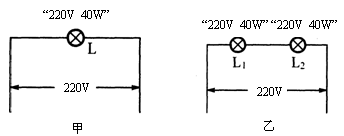 “220V 40W”
L
220V
甲
“220V 40W” “220V 40W”
L₁ L₂
220V
乙